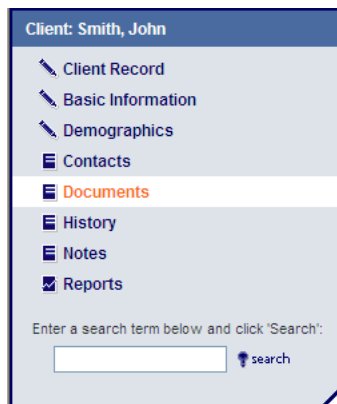 Client: Smith, John
Client Record
Basic Information
Demographics
Contacts
Documents
History
Notes
Reports
Enter a search term below and click 'Search':
search